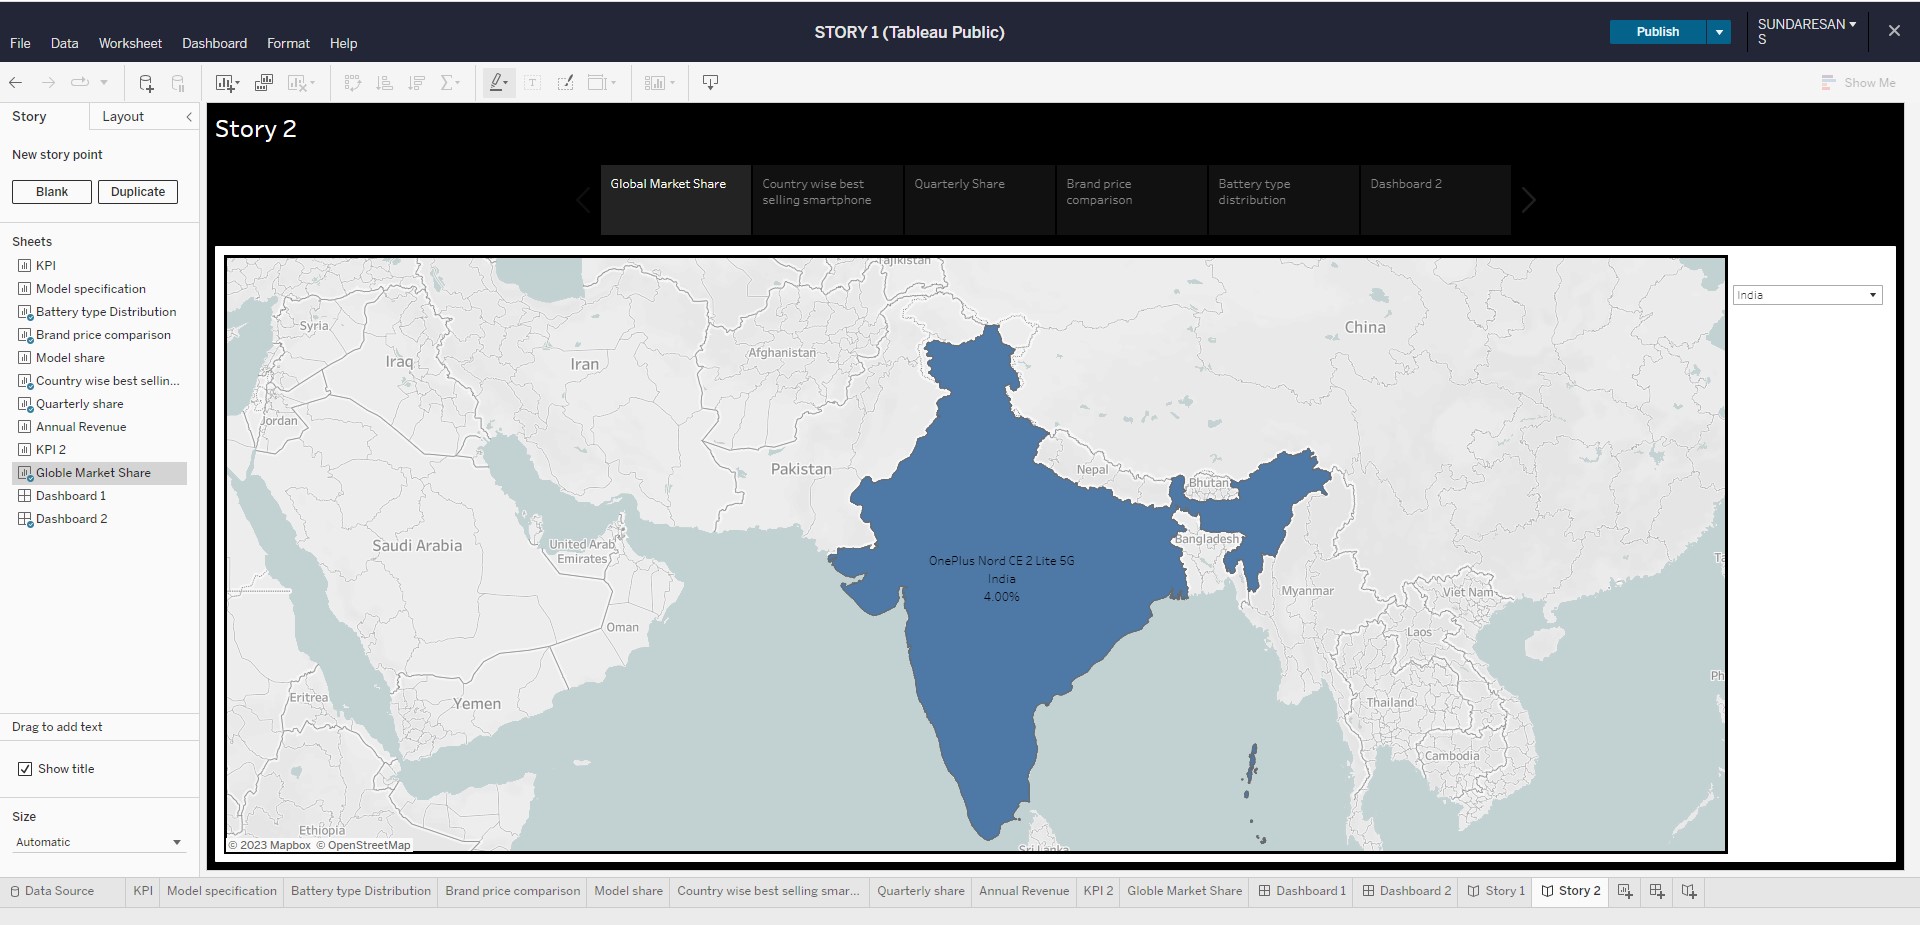 STORY 1 (Tableau Public)
Publish
SUNDARESAN
S
File
Data
Worksheet
Dashboard
Format
Help
Show Me
Story
Layout
New story point
Blank
Duplicate
Sheets
KPI
Model specification
Battery type Distribution
Brand price comparison
Model share
Country wise best sellin...
Quarterly share
Annual Revenue
KPI 2
Globle Market Share
Dashboard 1
Dashboard 2
Drag to add text
Show title
Size
Automatic
Story 2
Global Market Share
Country wise best
selling smartphone
Quarterly Share
Brand price
comparison
Battery type
distribution
Dashboard 2
India
Tajikistan
Syria
China
Afghanistan
Iraq
Iran
Jordan
Pakistan
Nepal
Bhutan
Saudi Arabia
United Arab
Emirates
Bangladesh
OnePlus Nord CE 2 Lite 5G
India
4.00%
Ta
Myanmar
Viet Nam
Oman
Laos
Ph
Eritrea
Yemen
Thailand
Cambodia
Ethiopia
Sri Lanka
© 2023 Mapbox © OpenStreetMap
Data Source
KPI
Model specification
Battery type Distribution
Brand price comparison
Model share
Country wise best selling smar...
Quarterly share
Annual Revenue
KPI 2
Globle Market Share
Dashboard 1
Dashboard 2
Story 1
Story 2